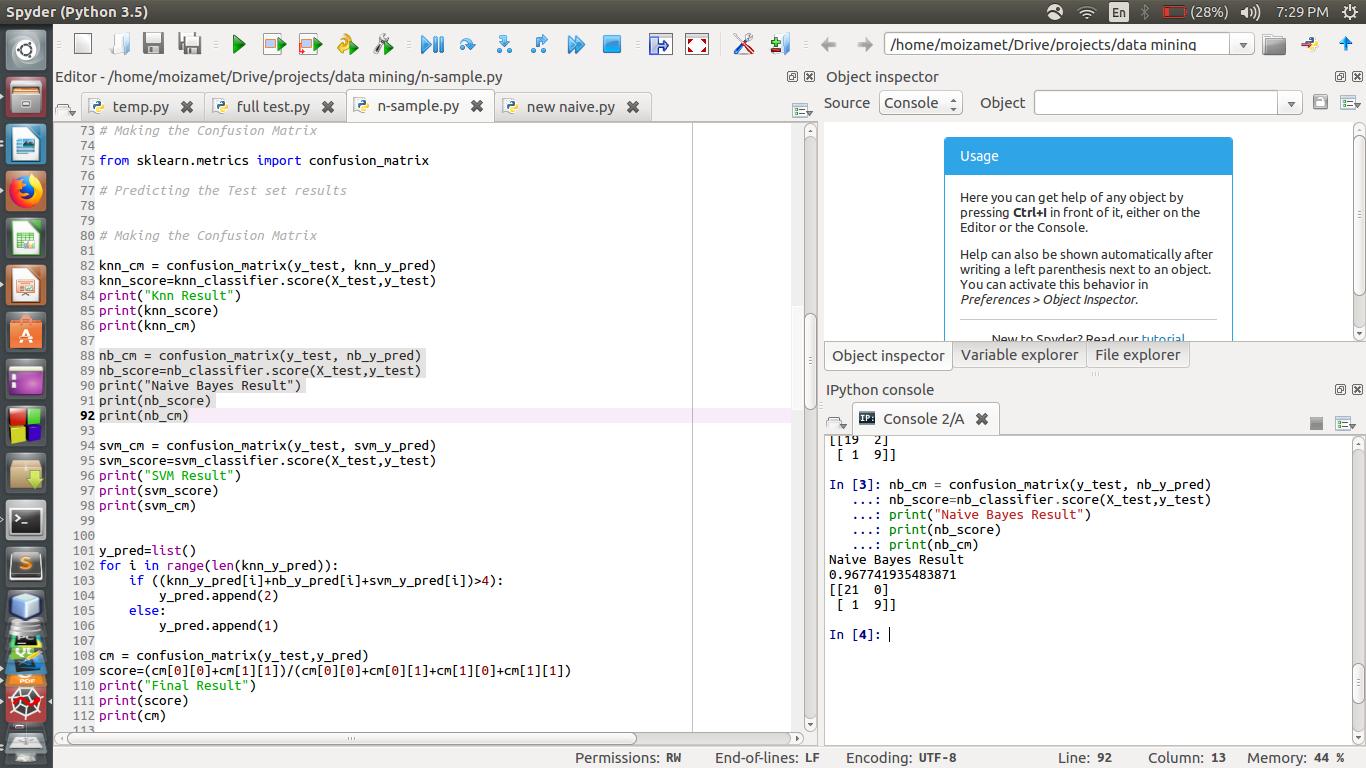 Spyder (Python 3.5)
En
(28%)
7:29 PM
/home/moizamet/Drive/projects/data mining
Editor - /home/moizamet/Drive/projects/data mining/n-sample.py
temp.py
full test.py
n-sample.py
new naive.py
73 # Making the Confusion Matrix
74
75 from sklearn.metrics import confusion_matrix
76
77 # Predicting the Test set results
78
79
80 # Making the Confusion Matrix
81
82 knn_cm = confusion_matrix(y_test, knn_y_pred)
83 knn_score=knn_classifier.score(X_test,y_test)
84 print("Knn Result")
85 print(knn_score)
86 print(knn_cm)
87
88 nb_cm = confusion_matrix(y_test, nb_y_pred)
89 nb_score=nb_classifier.score(X_test,y_test)
90 print("Naive Bayes Result")
91 print(nb_score)
92 print(nb_cm)
93
94 svm_cm = confusion_matrix(y_test, svm_y_pred)
95 svm_score=svm_classifier.score(X_test,y_test)
96 print("SVM Result")
97 print(svm_score)
98 print(svm_cm)
99
100
101 y_pred=list()
102 for i in range(len(knn_y_pred)):
103     if ((knn_y_pred[i]+nb_y_pred[i]+svm_y_pred[i])>4):
104         y_pred.append(2)
105     else:
106         y_pred.append(1)
107
108 cm = confusion_matrix(y_test,y_pred)
109 score=(cm[0][0]+cm[1][1])/(cm[0][0]+cm[0][1]+cm[1][0]+cm[1][1])
110 print("Final Result")
111 print(score)
112 print(cm)
113
Object inspector
Source
Console
Object
Usage
Here you can get help of any object by
pressing Ctrl+I in front of it, either on the
Editor or the Console.
Help can also be shown automatically after
writing a left parenthesis next to an object.
You can activate this behavior in
Preferences > Object Inspector.
New to Spyder? Read our tutorial
Object inspector
Variable explorer
File explorer
IPython console
IP:
Console 2/A
[[19  2]
 [ 1  9]]
In [3]: nb_cm = confusion_matrix(y_test, nb_y_pred)
   ...: nb_score=nb_classifier.score(X_test,y_test)
   ...: print("Naive Bayes Result")
   ...: print(nb_score)
   ...: print(nb_cm)
Naive Bayes Result
0.967741935483871
[[21  0]
 [ 1  9]]
In [4]:
Permissions: RW
End-of-lines: LF
Encoding: UTF-8
Line: 92
Column: 13
Memory: 44 %